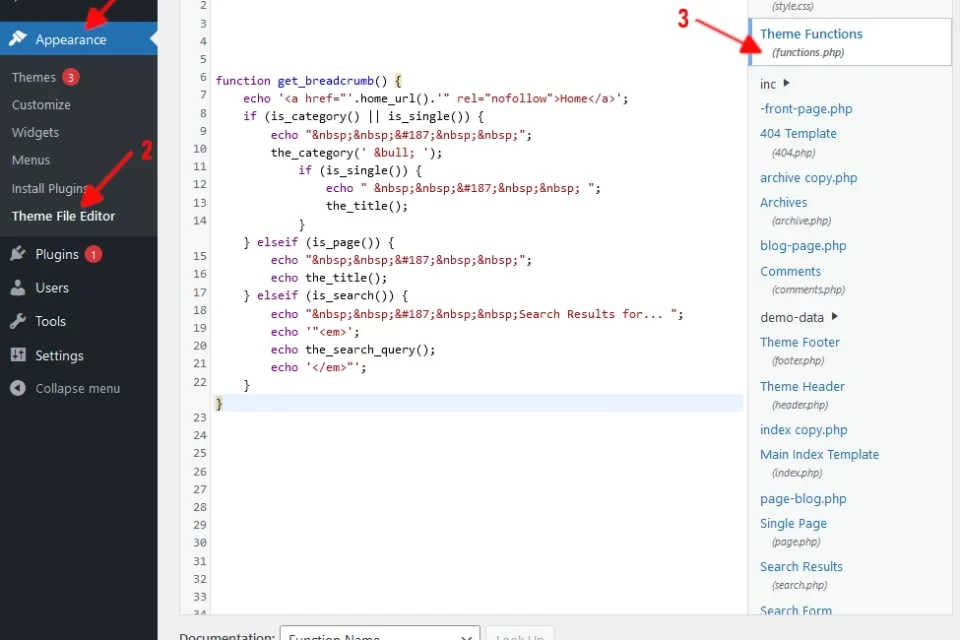 Appearance
Themes 3
Customize
Widgets
Menus
2
Install Plugins
Theme File Editor
Plugins 1
Users
Tools
Settings
Collapse menu
2
3
4
5
6
7
8
9
10
11
12
13
14
15
16
17
18
19
20
21
22
23
24
25
26
27
28
29
30
31
32
33
34
function get_breadcrumb() {
    echo '<a href="'.home_url().'" rel="nofollow">Home</a>';
    if (is_category() || is_single()) {
        echo "&nbsp;&nbsp;&#187;&nbsp;&nbsp;";
        the_category(' &bull; ');
            if (is_single()) {
                echo " &nbsp;&nbsp;&#187;&nbsp;&nbsp; ";
                the_title();
            }
    } elseif (is_page()) {
        echo "&nbsp;&nbsp;&#187;&nbsp;&nbsp;";
        echo the_title();
    } elseif (is_search()) {
        echo "&nbsp;&nbsp;&#187;&nbsp;&nbsp;Search Results for... ";
        echo '"<em>';
        echo the_search_query();
        echo '</em>"';
    }
}
Documentation: Function Name Look Up
(style.css)
3
Theme Functions
(functions.php)
inc
-front-page.php
404 Template
(404.php)
archive copy.php
Archives
(archive.php)
blog-page.php
Comments
(comments.php)
demo-data
Theme Footer
(footer.php)
Theme Header
(header.php)
index copy.php
Main Index Template
(index.php)
page-blog.php
Single Page
(page.php)
Search Results
(search.php)
Search Form